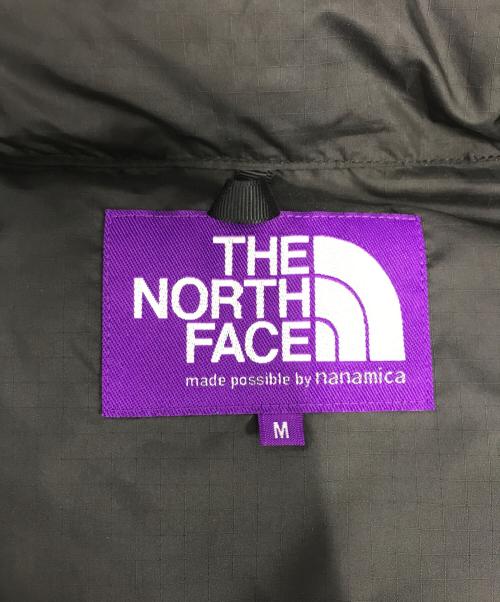 THE
NORTH
FACE
made possible by nanamica
M